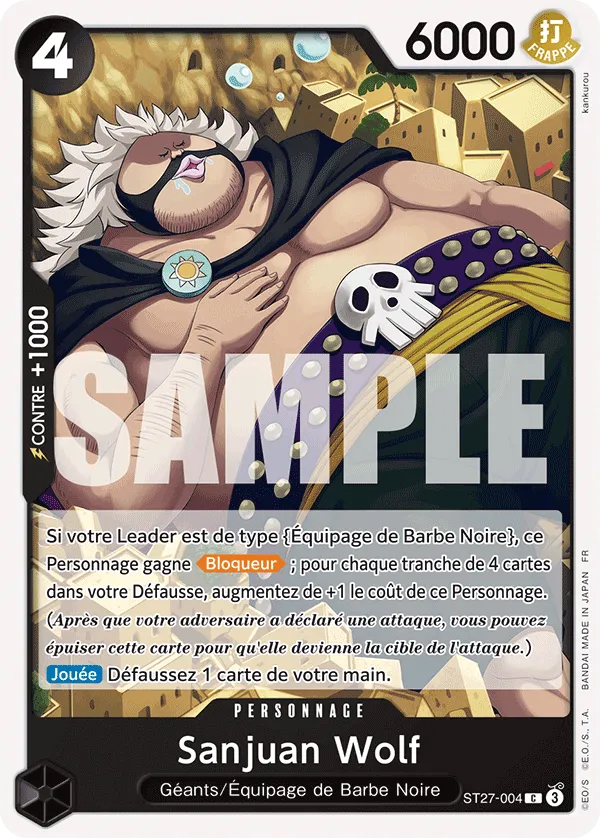 4
6000
打
FRAPPE
kankurou
CONTRE +1000
SAMPLE
Si votre Leader est de type {Équipage de Barbe Noire}, ce
Personnage gagne Bloqueur ; pour chaque tranche de 4 cartes
dans votre Défausse, augmentez de +1 le coût de ce Personnage.
(Après que votre adversaire a déclaré une attaque, vous pouvez
épuiser cette carte pour qu'elle devienne la cible de l'attaque.)
Jouée Défaussez 1 carte de votre main.
PERSONNAGE
Sanjuan Wolf
Géants/Équipage de Barbe Noire
ST27-004 C 3
©E.O/S ©E.O./S., T.A. BANDAI MADE IN JAPAN FR